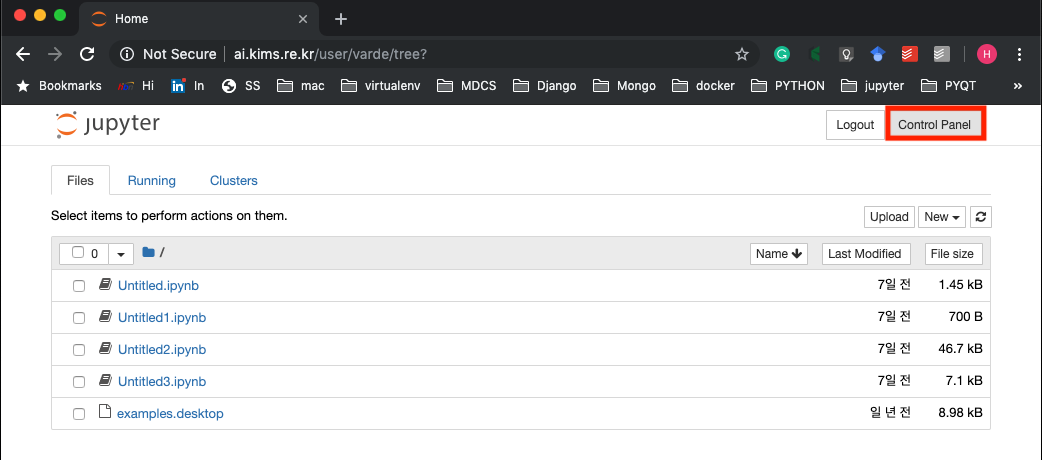 Home
Not Secure ai.kims.re.kr/user/varde/tree?
H
Bookmarks Hi in In SS mac virtualenv MDCS Django Mongo docker PYTHON jupyter PYQT »
jupyter Logout Control Panel
Files Running Clusters
Select items to perform actions on them. Upload New
0 / Name Last Modified File size
Untitled.ipynb 7일 전 1.45 kB
Untitled1.ipynb 7일 전 700 B
Untitled2.ipynb 7일 전 46.7 kB
Untitled3.ipynb 7일 전 7.1 kB
examples.desktop 일 년 전 8.98 kB